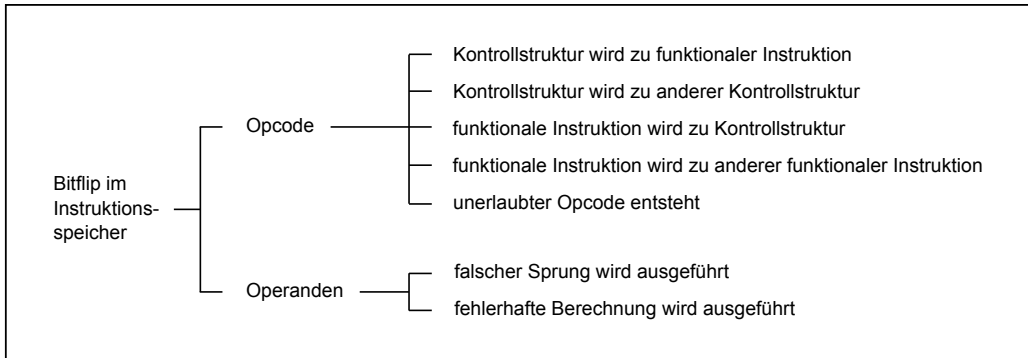 Bitflip im
Instruktions-
speicher
Opcode
Kontrollstruktur wird zu funktionaler Instruktion
Kontrollstruktur wird zu anderer Kontrollstruktur
funktionale Instruktion wird zu Kontrollstruktur
funktionale Instruktion wird zu anderer funktionaler Instruktion
unerlaubter Opcode entsteht
Operanden
falscher Sprung wird ausgeführt
fehlerhafte Berechnung wird ausgeführt